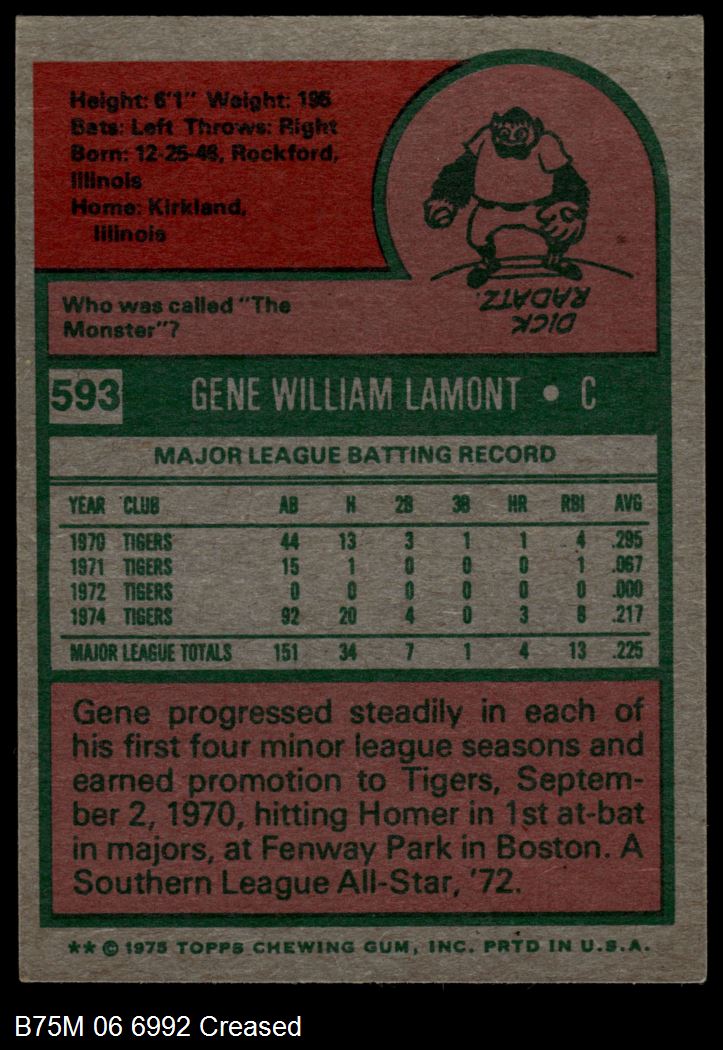 Height: 6'1" Weight: 195
Bats: Left Throws: Right
Born: 12-25-46, Rockford,
Illinois
Home: Kirkland,
Illinois
DICK
RADATZ.
Who was called "The
Monster"?
593 GENE WILLIAM LAMONT • C
MAJOR LEAGUE BATTING RECORD
YEAR CLUB AB H 2B 3B HR RBI AVG
1970 TIGERS 44 13 3 1 1 4 .295
1971 TIGERS 15 1 0 0 0 1 .067
1972 TIGERS 0 0 0 0 0 0 .000
1974 TIGERS 92 20 4 0 3 8 .217
MAJOR LEAGUE TOTALS 151 34 7 1 4 13 .225
Gene progressed steadily in each of
his first four minor league seasons and
earned promotion to Tigers, Septem-
ber 2, 1970, hitting Homer in 1st at-bat
in majors, at Fenway Park in Boston. A
Southern League All-Star, '72.
** © 1975 TOPPS CHEWING GUM, INC. PRTD IN U.S.A.
B75M 06 6992 Creased